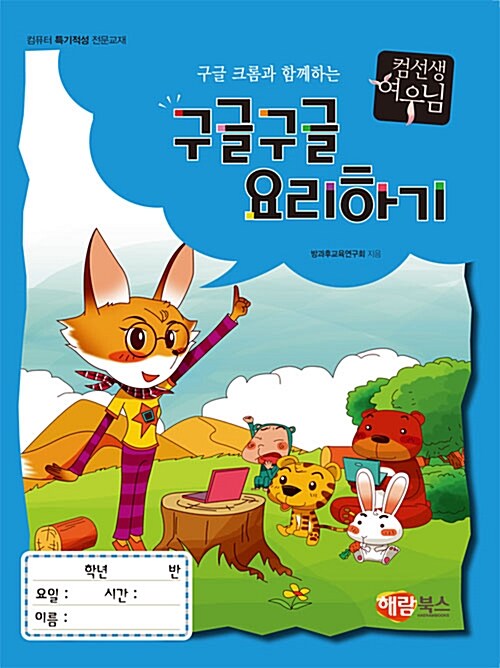 컴퓨터 특기적성 전문교재
컴선생
여우님
구글 크롬과 함께하는
구글구글
요리하기
방과후교육연구회 지음
학년 반
요일 : 시간 :
이름 :
해람북스
HAERAMBOOKS